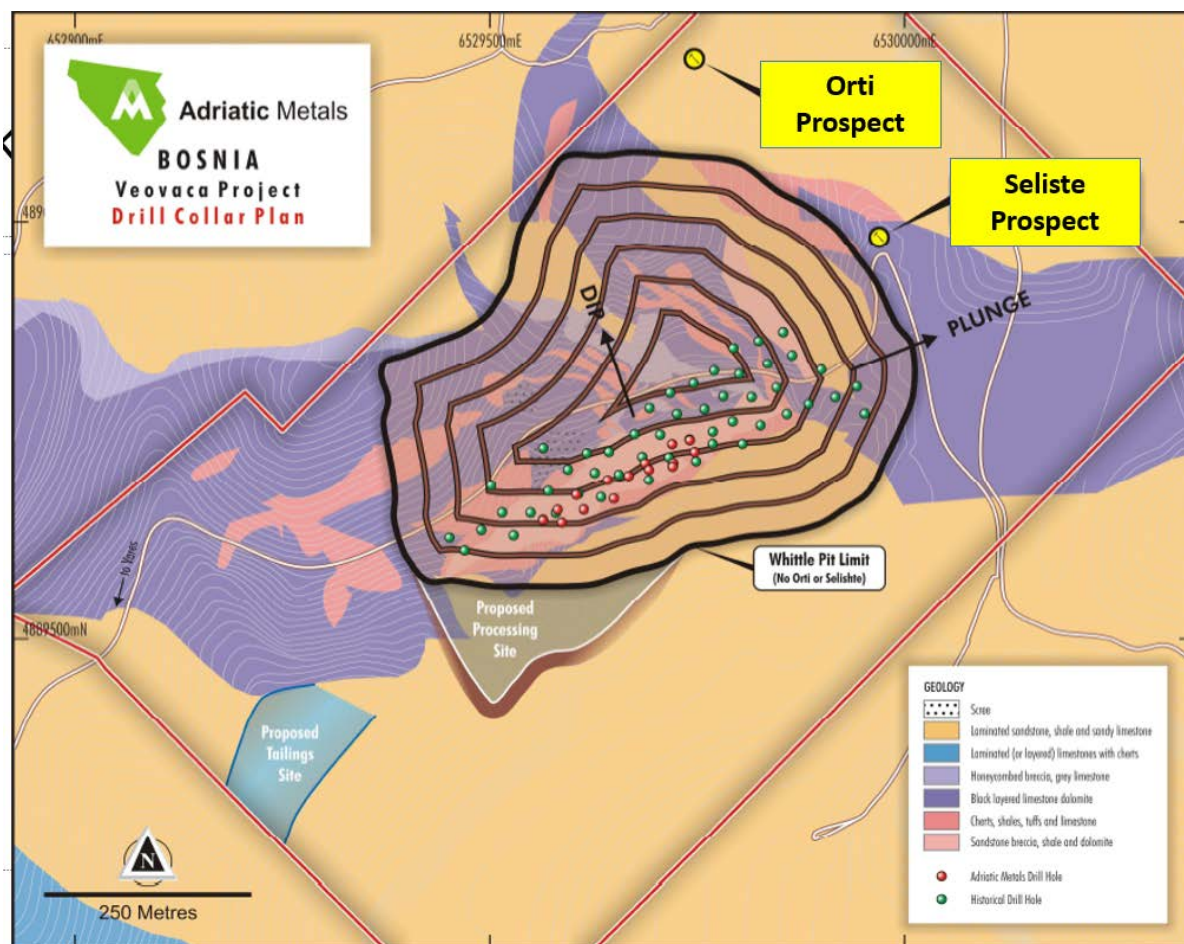 652900mE
6529500mE
6530000mE
Adriatic Metals
BOSNIA
Veovaca Project
Drill Collar Plan
Orti
Prospect
Seliste
Prospect
DIP
PLUNGE
Whittle Pit Limit
(No Orti or Selishte)
to Vares
4889500mN
Proposed
Processing
Site
Proposed
Tailings
Site
N
250 Metres
GEOLOGY
Scree
Laminated sandstone, shale and sandy limestone
Laminated (or layered) limestones with cherts
Honeycombed breccia, grey limestone
Black layered limestone dolomite
Cherts, shales, tuffs and limestone
Sandstone breccia, shale and dolomite
Adriatic Metals Drill Hole
Historical Drill Hole